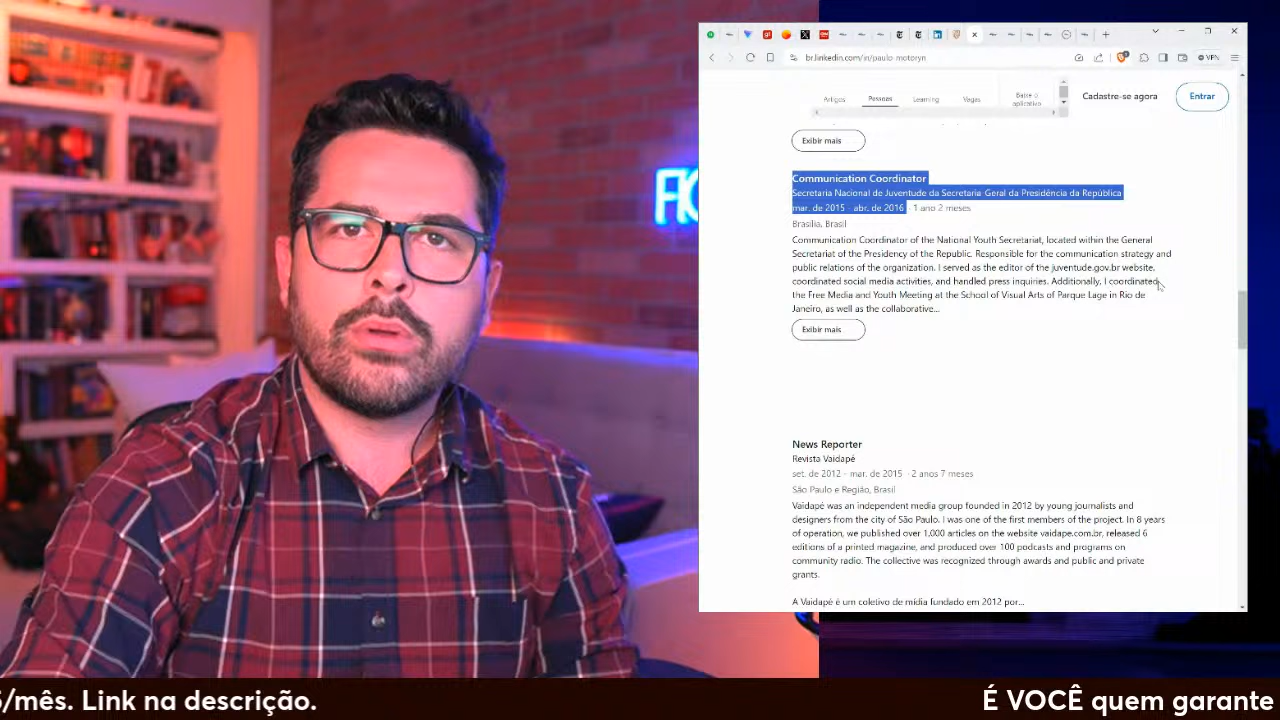 br.linkedin.com/in/paulo-motoryn
VPN
Artigos
Pessoas
Learning
Vagas
Baixe o
aplicativo
Cadastre-se agora
Entrar
Exibir mais
Communication Coordinator
Secretaria Nacional de Juventude da Secretaria-Geral da Presidência da República
mar. de 2015 - abr. de 2016 · 1 ano 2 meses
Brasília, Brasil
Communication Coordinator of the National Youth Secretariat, located within the General
Secretariat of the Presidency of the Republic. Responsible for the communication strategy and
public relations of the organization. I served as the editor of the juventude.gov.br website,
coordinated social media activities, and handled press inquiries. Additionally, I coordinated
the Free Media and Youth Meeting at the School of Visual Arts of Parque Lage in Rio de
Janeiro, as well as the collaborative...
Exibir mais
News Reporter
Revista Vaidapé
set. de 2012 - mar. de 2015 · 2 anos 7 meses
São Paulo e Região, Brasil
Vaidapé was an independent media group founded in 2012 by young journalists and
designers from the city of São Paulo. I was one of the first members of the project. In 8 years
of operation, we published over 1,000 articles on the website vaidape.com.br, released 6
editions of a printed magazine, and produced over 100 podcasts and programs on
community radio. The collective was recognized through awards and public and private
grants.
A Vaidapé é um coletivo de mídia fundado em 2012 por...
/mês. Link na descrição.
É VOCÊ quem garante